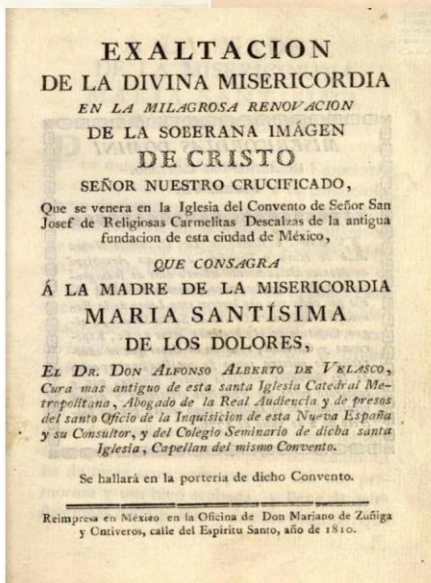 EXALTACION
DE LA DIVINA MISERICORDIA
EN LA MILAGROSA RENOVACION
DE LA SOBERANA IMÁGEN
DE CRISTO
SEÑOR NUESTRO CRUCIFICADO,
Que se venera en la Iglesia del Convento de Señor San
Josef de Religiosas Carmelitas Descalzas de la antigua
fundacion de esta ciudad de México,
QUE CONSAGRA
Á LA MADRE DE LA MISERICORDIA
MARIA SANTÍSIMA
DE LOS DOLORES,
EL DR. DON ALFONSO ALBERTO DE VELASCO,
Cura mas antiguo de esta santa Iglesia Catedral Me-
tropolitana, Abogado de la Real Audiencia y de presos
del santo Oficio de la Inquisicion de esta Nueva España
y su Consultor, y del Colegio Seminario de dicha santa
Iglesia, Capellan del mismo Convento.
Se hallará en la portería de dicho Convento.
Reimpresa en México en la Oficina de Don Mariano de Zúñiga
y Ontiveros, calle del Espíritu Santo, año de 1810.